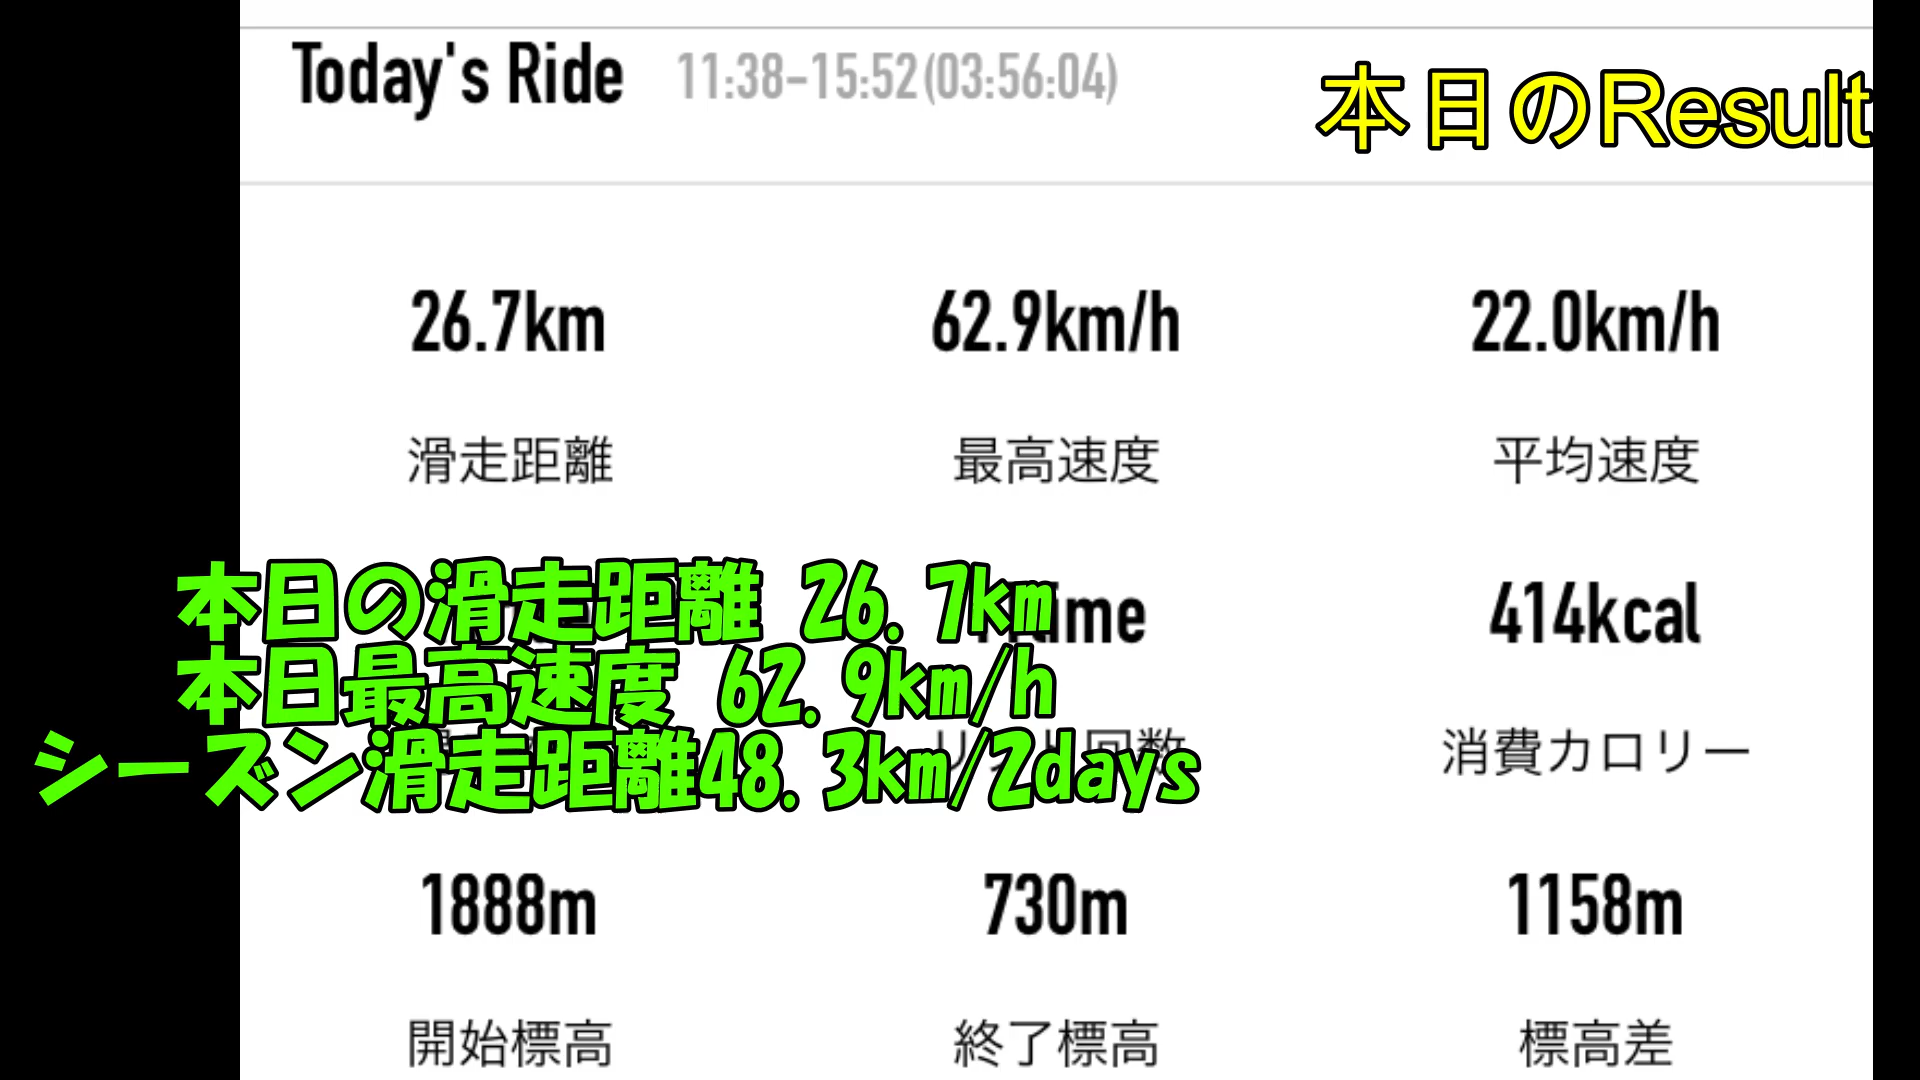 Today's Ride 11:38-15:52(03:56:04)
本日のResult
26.7km 62.9km/h 22.0km/h
滑走距離 最高速度 平均速度
本日の滑走距離 26.7km
414kcal
本日最高速度 62.9km/h
シーズン滑走距離48.3km/2days
消費カロリー
1888m 730m 1158m
開始標高 終了標高 標高差